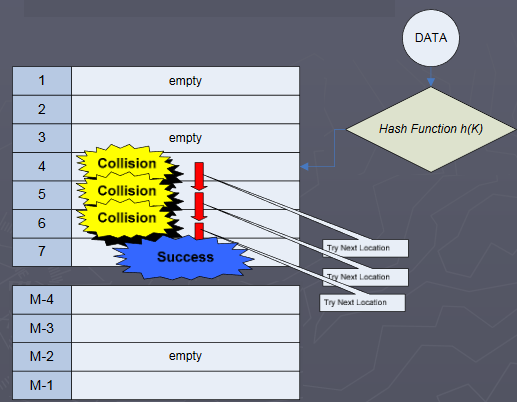 DATA
Hash Function h(K)
1 empty
2
3 empty
4 Collision
5 Collision
6 Collision
7 Success
Try Next Location
Try Next Location
Try Next Location
M-4
M-3
M-2 empty
M-1